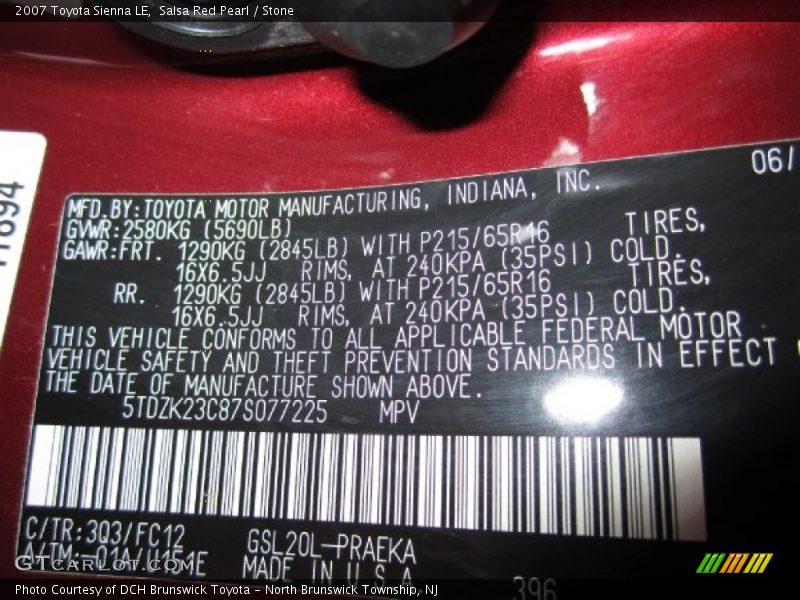 2007 Toyota Sienna LE, Salsa Red Pearl / Stone
06/
MFD.BY:TOYOTA MOTOR MANUFACTURING, INDIANA, INC.
GVWR:2580KG (5690LB)
GAWR:FRT. 1290KG (2845LB) WITH P215/65R16 TIRES,
16X6.5JJ RIMS, AT 240KPA (35PSI) COLD.
RR. 1290KG (2845LB) WITH P215/65R16 TIRES,
16X6.5JJ RIMS, AT 240KPA (35PSI) COLD.
THIS VEHICLE CONFORMS TO ALL APPLICABLE FEDERAL MOTOR
VEHICLE SAFETY AND THEFT PREVENTION STANDARDS IN EFFECT
THE DATE OF MANUFACTURE SHOWN ABOVE.
5TDZK23C87S077225 MPV
C/TR:3Q3/FC12 GSL20L-PRAEKA
A/TM:-01A/U151E MADE IN U.S.A
396
GTCarLot.com
Photo Courtesy of DCH Brunswick Toyota - North Brunswick Township, NJ